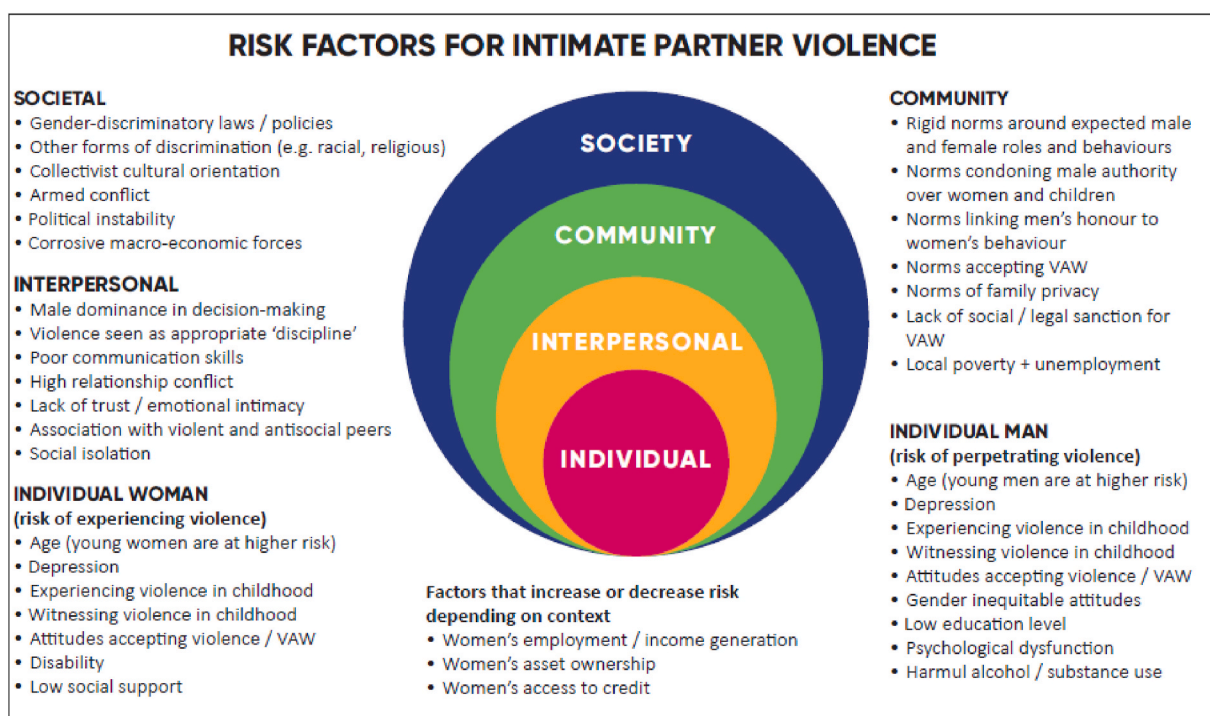 RISK FACTORS FOR INTIMATE PARTNER VIOLENCE
SOCIETAL
• Gender-discriminatory laws / policies
• Other forms of discrimination (e.g. racial, religious)
• Collectivist cultural orientation
• Armed conflict
• Political instability
• Corrosive macro-economic forces
INTERPERSONAL
• Male dominance in decision-making
• Violence seen as appropriate ‘discipline’
• Poor communication skills
• High relationship conflict
• Lack of trust / emotional intimacy
• Association with violent and antisocial peers
• Social isolation
INDIVIDUAL WOMAN
(risk of experiencing violence)
• Age (young women are at higher risk)
• Depression
• Experiencing violence in childhood
• Witnessing violence in childhood
• Attitudes accepting violence / VAW
• Disability
• Low social support
SOCIETY
COMMUNITY
INTERPERSONAL
INDIVIDUAL
Factors that increase or decrease risk
depending on context
• Women’s employment / income generation
• Women’s asset ownership
• Women’s access to credit
COMMUNITY
• Rigid norms around expected male
and female roles and behaviours
• Norms condoning male authority
over women and children
• Norms linking men’s honour to
women’s behaviour
• Norms accepting VAW
• Norms of family privacy
• Lack of social / legal sanction for
VAW
• Local poverty + unemployment
INDIVIDUAL MAN
(risk of perpetrating violence)
• Age (young men are at higher risk)
• Depression
• Experiencing violence in childhood
• Witnessing violence in childhood
• Attitudes accepting violence / VAW
• Gender inequitable attitudes
• Low education level
• Psychological dysfunction
• Harmul alcohol / substance use